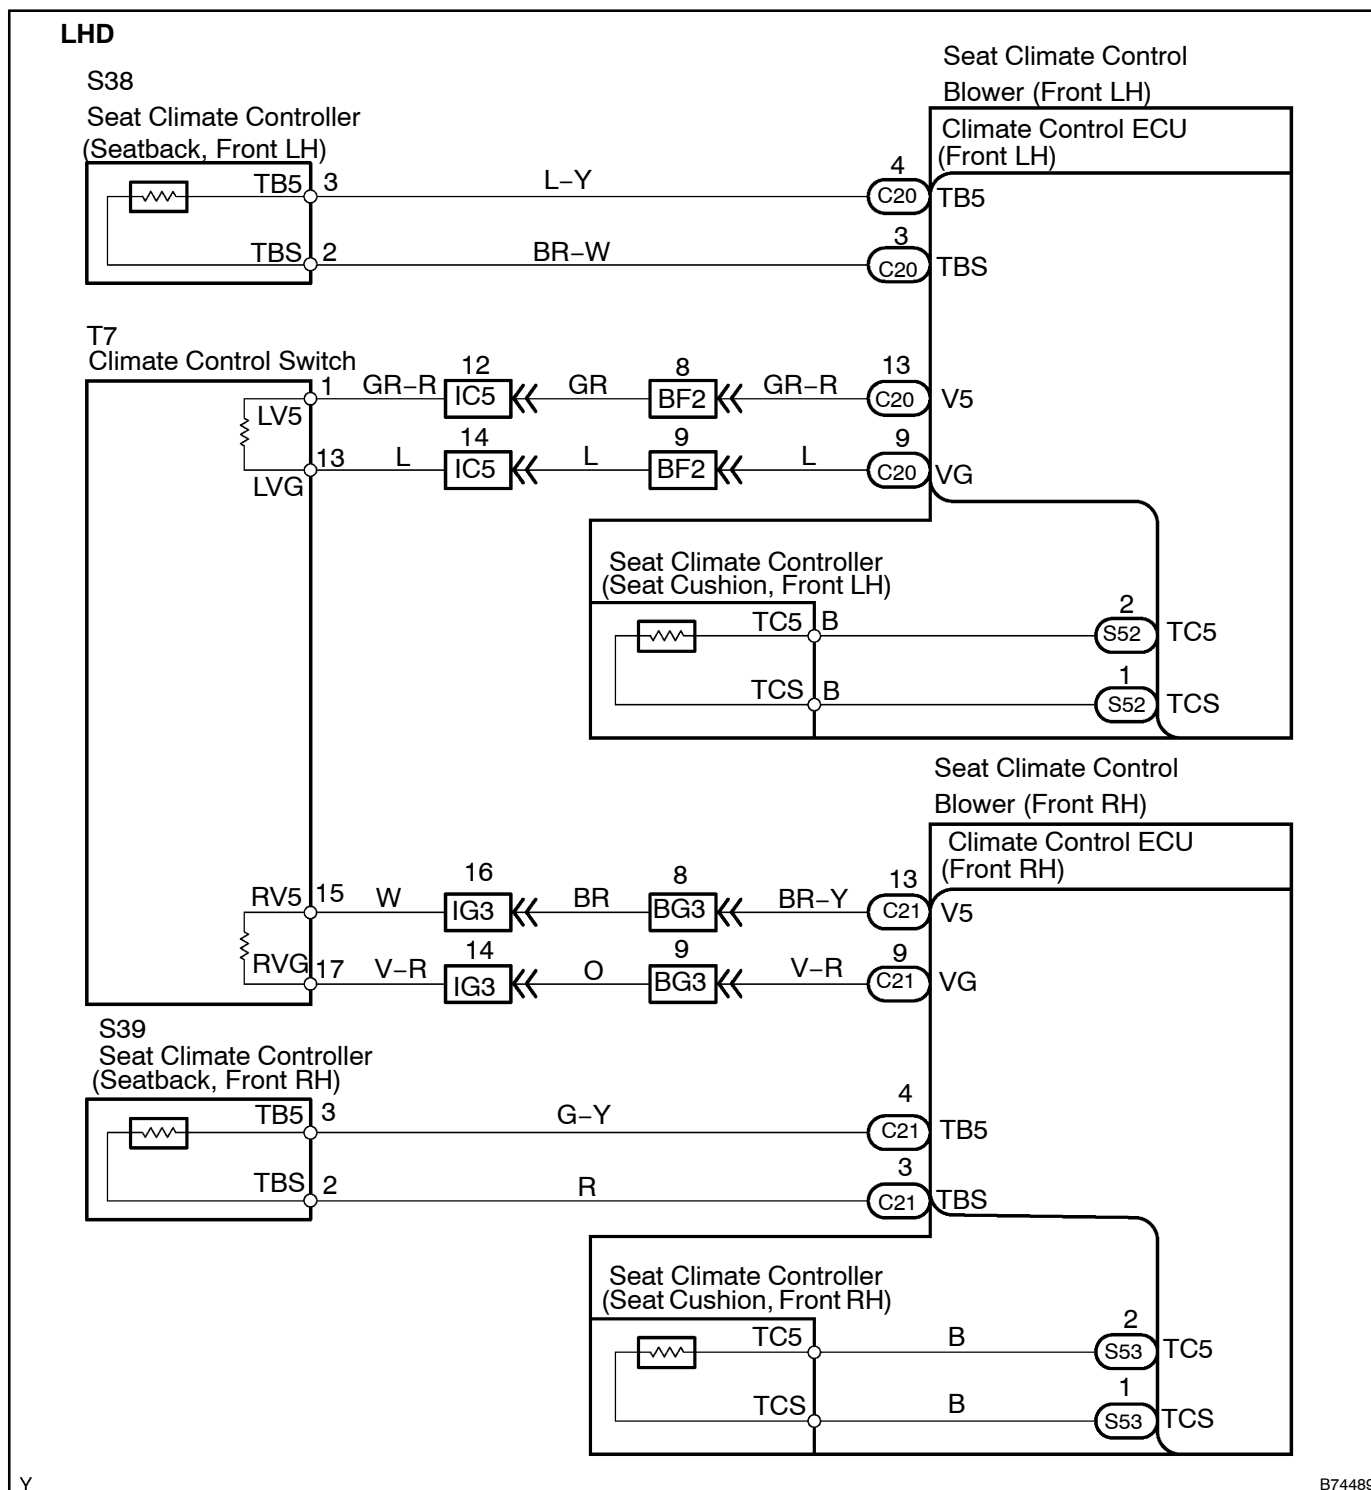 LHD
S38
Seat Climate Controller
(Seatback, Front LH)
TB5 3 L–Y 4 C20 TB5
TBS 2 BR–W 3 C20 TBS
Seat Climate Control
Blower (Front LH)
Climate Control ECU
(Front LH)
T7
Climate Control Switch
1 GR–R 12 IC5 GR 8 BF2 GR–R 13 C20 V5
LV5
13 L 14 IC5 L 9 BF2 L 9 C20 VG
LVG
Seat Climate Controller
(Seat Cushion, Front LH)
TC5 B 2 S52 TC5
TCS B 1 S52 TCS
Seat Climate Control
Blower (Front RH)
Climate Control ECU
(Front RH)
RV5 15 W 16 IG3 BR 8 BG3 BR–Y 13 C21 V5
RVG 17 V–R 14 IG3 O 9 BG3 V–R 9 C21 VG
S39
Seat Climate Controller
(Seatback, Front RH)
TB5 3 G–Y 4 C21 TB5
TBS 2 R 3 C21 TBS
Seat Climate Controller
(Seat Cushion, Front RH)
TC5 B 2 S53 TC5
TCS B 1 S53 TCS
Y B74489